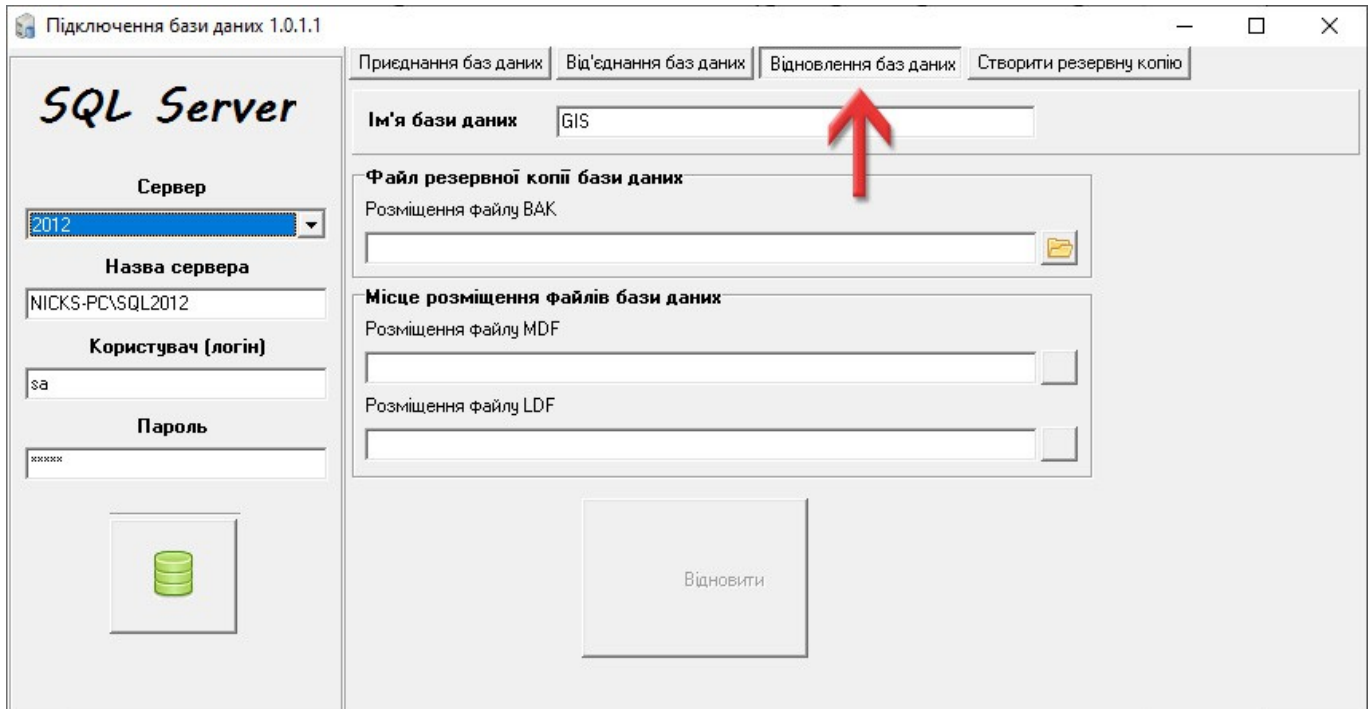 Підключення бази даних 1.0.1.1
SQL Server
Сервер
2012
Назва сервера
NICKS-PC\SQL2012
Користувач (логін)
sa
Пароль
*****
Приєднання баз даних
Від'єднання баз даних
Відновлення баз даних
Створити резервну копію
Ім'я бази даних
GIS
Файл резервної копії бази даних
Розміщення файлу BAK
Місце розміщення файлів бази даних
Розміщення файлу MDF
Розміщення файлу LDF
Відновити